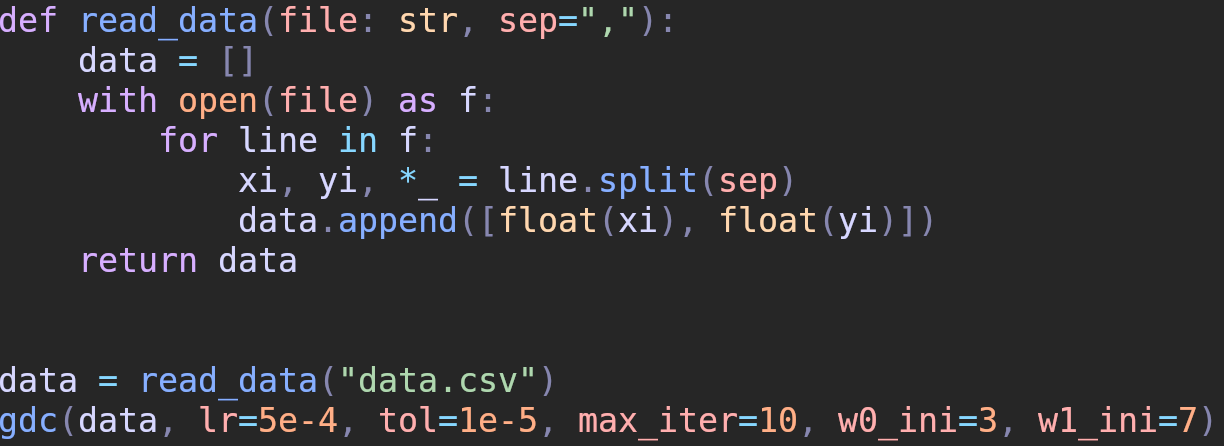 def read_data(file: str, sep=","):
    data = []
    with open(file) as f:
        for line in f:
            xi, yi, *_ = line.split(sep)
            data.append([float(xi), float(yi)])
    return data
data = read_data("data.csv")
gdc(data, lr=5e-4, tol=1e-5, max_iter=10, w0_ini=3, w1_ini=7)